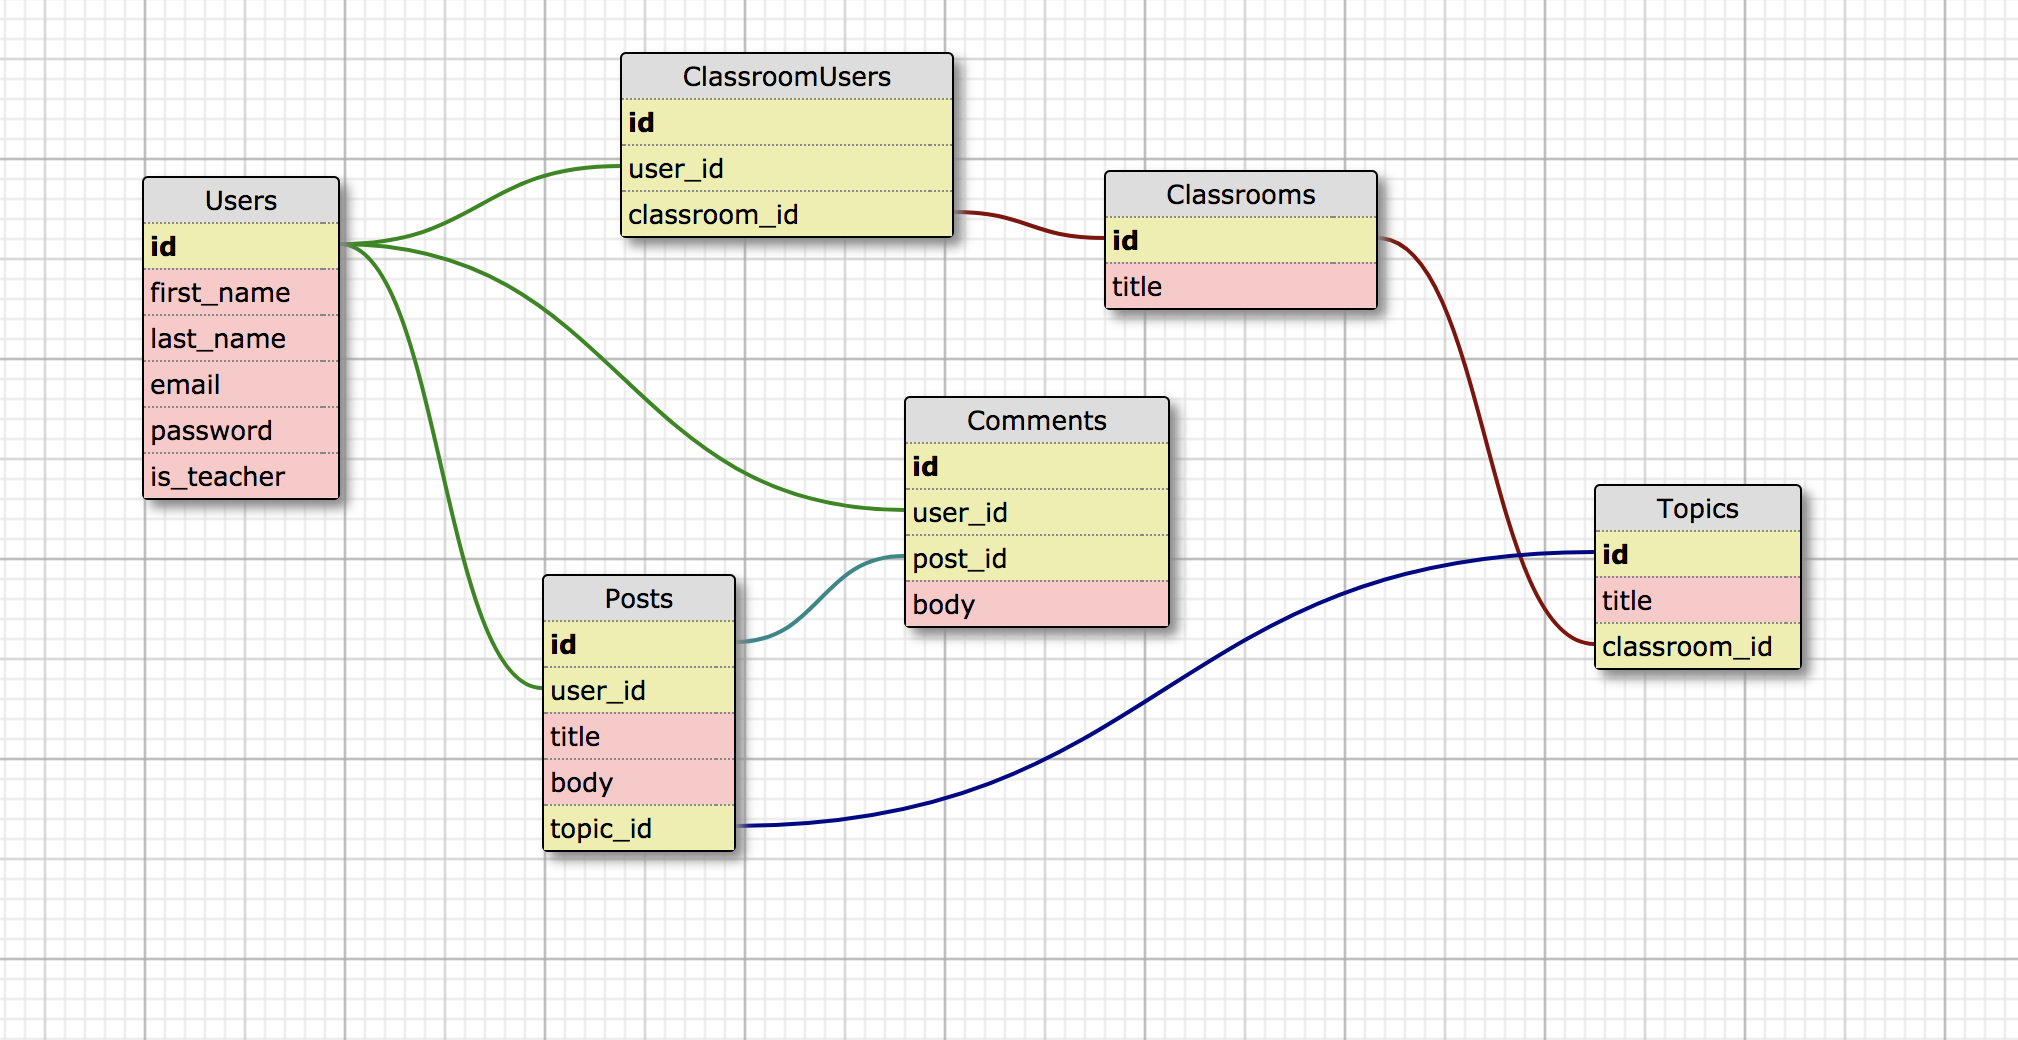 Users
id
first_name
last_name
email
password
is_teacher
ClassroomUsers
id
user_id
classroom_id
Classrooms
id
title
Comments
id
user_id
post_id
body
Posts
id
user_id
title
body
topic_id
Topics
id
title
classroom_id